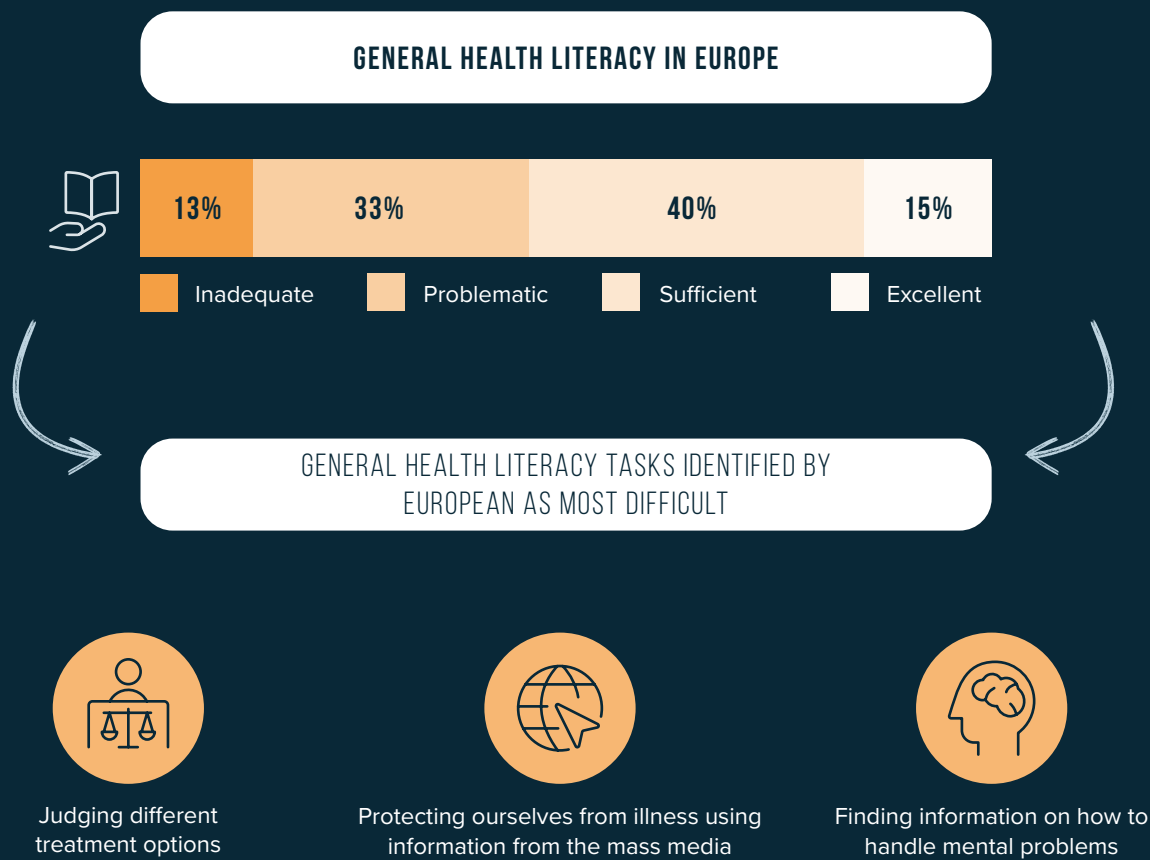 GENERAL HEALTH LITERACY IN EUROPE
13%
33%
40%
15%
Inadequate
Problematic
Sufficient
Excellent
GENERAL HEALTH LITERACY TASKS IDENTIFIED BY
EUROPEAN AS MOST DIFFICULT
Judging different
treatment options
Protecting ourselves from illness using
information from the mass media
Finding information on how to
handle mental problems